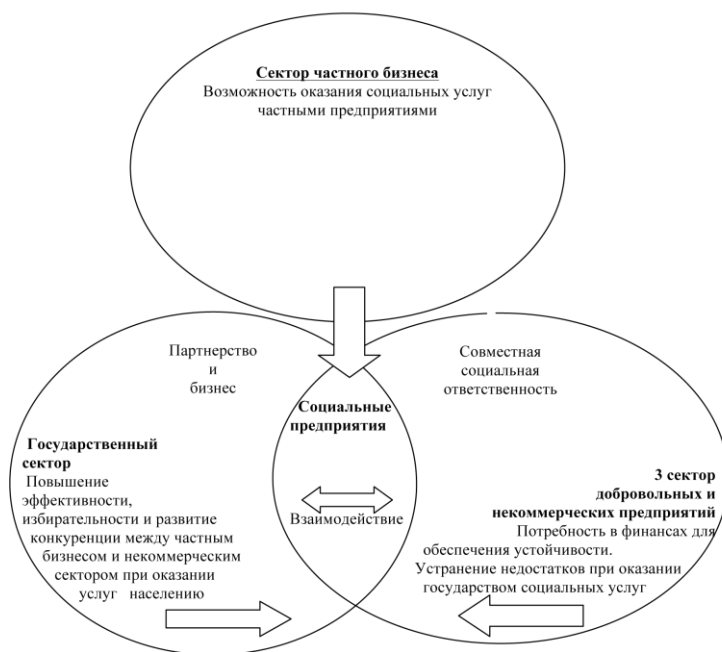 Сектор частного бизнеса
Возможность оказания социальных услуг
частными предприятиями
Партнерство
и
бизнес
Совместная
социальная
ответственность
Социальные
предприятия
Государственный
сектор
Повышение
эффективности,
избирательности и развитие
конкуренции между частным
бизнесом и некоммерческим
сектором при оказании
услуг населению
Взаимодействие
3 сектор
добровольных и
некоммерческих предприятий
Потребность в финансах для
обеспечения устойчивости.
Устранение недостатков при оказании
государством социальных услуг